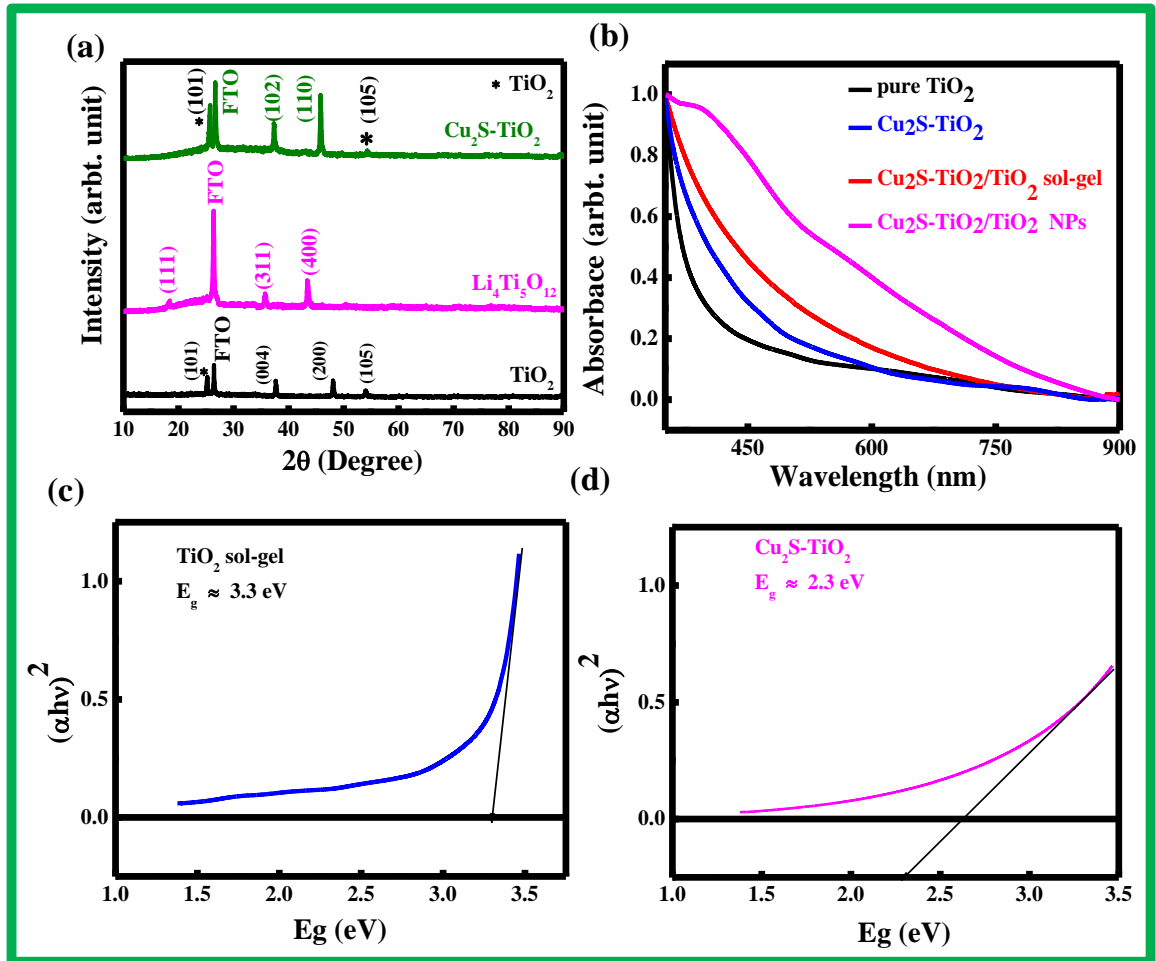 (a)
Intensity (arbt. unit)
(101)
FTO
(102)
(110)
(105)
* TiO₂
*
*
Cu₂S-TiO₂
FTO
(111)
(311)
(400)
Li₄Ti₅O₁₂
(101)
*
FTO
(004)
(200)
(105)
TiO₂
10 20 30 40 50 60 70 80 90
2θ (Degree)
(b)
Absorbace (arbt. unit)
1.0
0.8
0.6
0.4
0.2
0.0
pure TiO₂
Cu₂S-TiO₂
Cu₂S-TiO₂/TiO₂ sol-gel
Cu₂S-TiO₂/TiO₂ NPs
450 600 750 900
Wavelength (nm)
(c)
(αhν)²
1.0
0.5
0.0
TiO₂ sol-gel
E_g ≈ 3.3 eV
1.0 1.5 2.0 2.5 3.0 3.5
Eg (eV)
(d)
(αhν)²
1.0
0.5
0.0
Cu₂S-TiO₂
E_g ≈ 2.3 eV
1.0 1.5 2.0 2.5 3.0 3.5
Eg (eV)